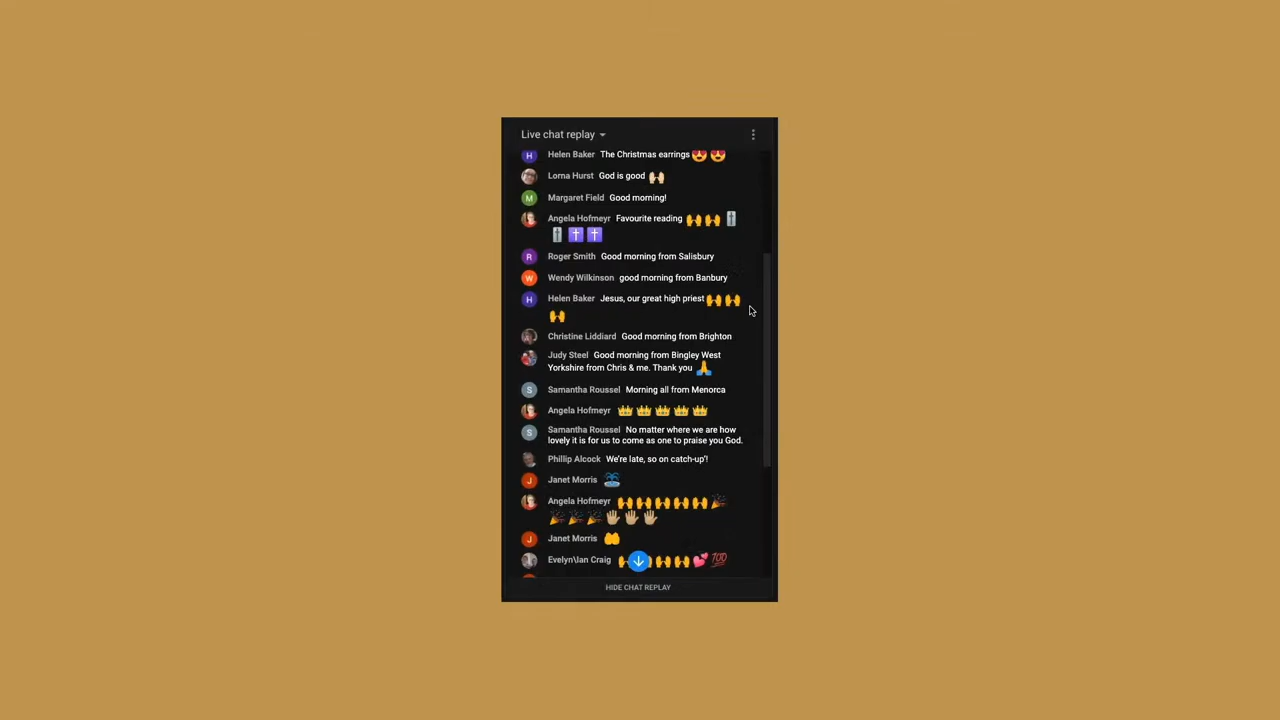 Live chat replay
Helen Baker The Christmas earrings 😍 😍
Lorna Hurst God is good 🙌🏻
Margaret Field Good morning!
Angela Hofmeyr Favourite reading 🙌 🙌
✝️ ✝️
Roger Smith Good morning from Salisbury
Wendy Wilkinson good morning from Banbury
Helen Baker Jesus, our great high priest 🙌 🙌
🙌
Christine Liddiard Good morning from Brighton
Judy Steel Good morning from Bingley West
Yorkshire from Chris & me. Thank you 🙏
Samantha Roussel Morning all from Menorca
Angela Hofmeyr 👑 👑 👑 👑 👑
Samantha Roussel No matter where we are how
lovely it is for us to come as one to praise you God.
Phillip Alcock We're late, so on catch-up'!
Janet Morris ⛲
Angela Hofmeyr 🙌 🙌 🙌 🙌 🙌 🎉
🎉 🎉 🎉 🖐🏼 🖐🏼 🖐🏼
Janet Morris 🤲
Evelyn\Ian Craig 🙌 🙌 🙌 🙌 💕 💯
HIDE CHAT REPLAY
H
M
R
W
H
S
S
J
J